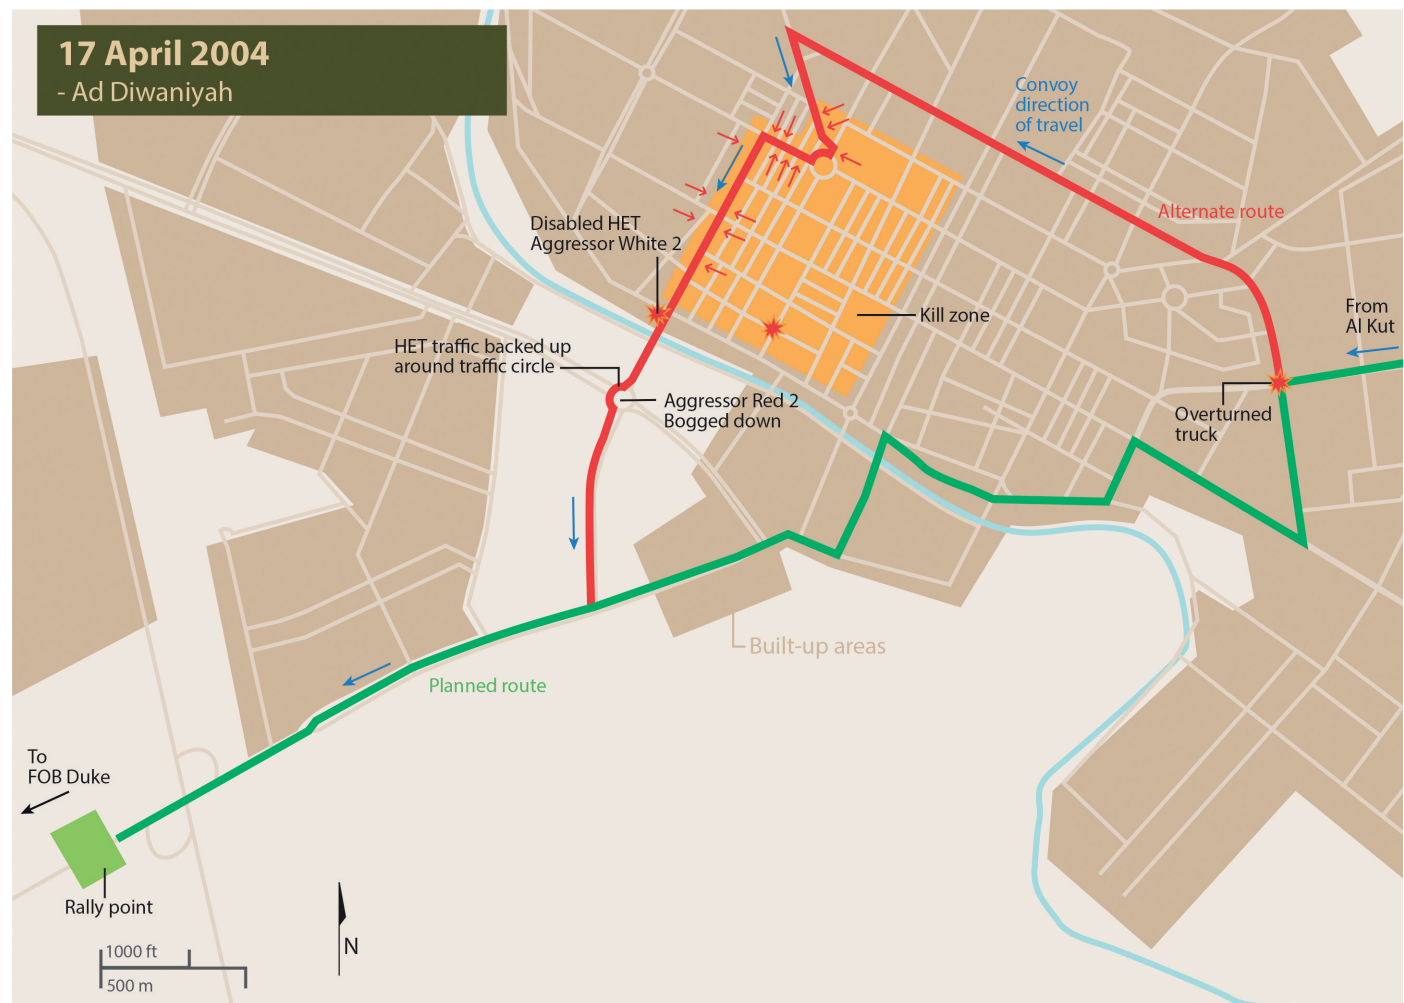 17 April 2004
- Ad Diwaniyah
Convoy
direction
of travel
Alternate route
Disabled HET
Aggressor White 2
From
Al Kut
Kill zone
HET traffic backed up
around traffic circle
Aggressor Red 2
Bogged down
Overturned
truck
Built-up areas
Planned route
To
FOB Duke
Rally point
N
1000 ft
500 m